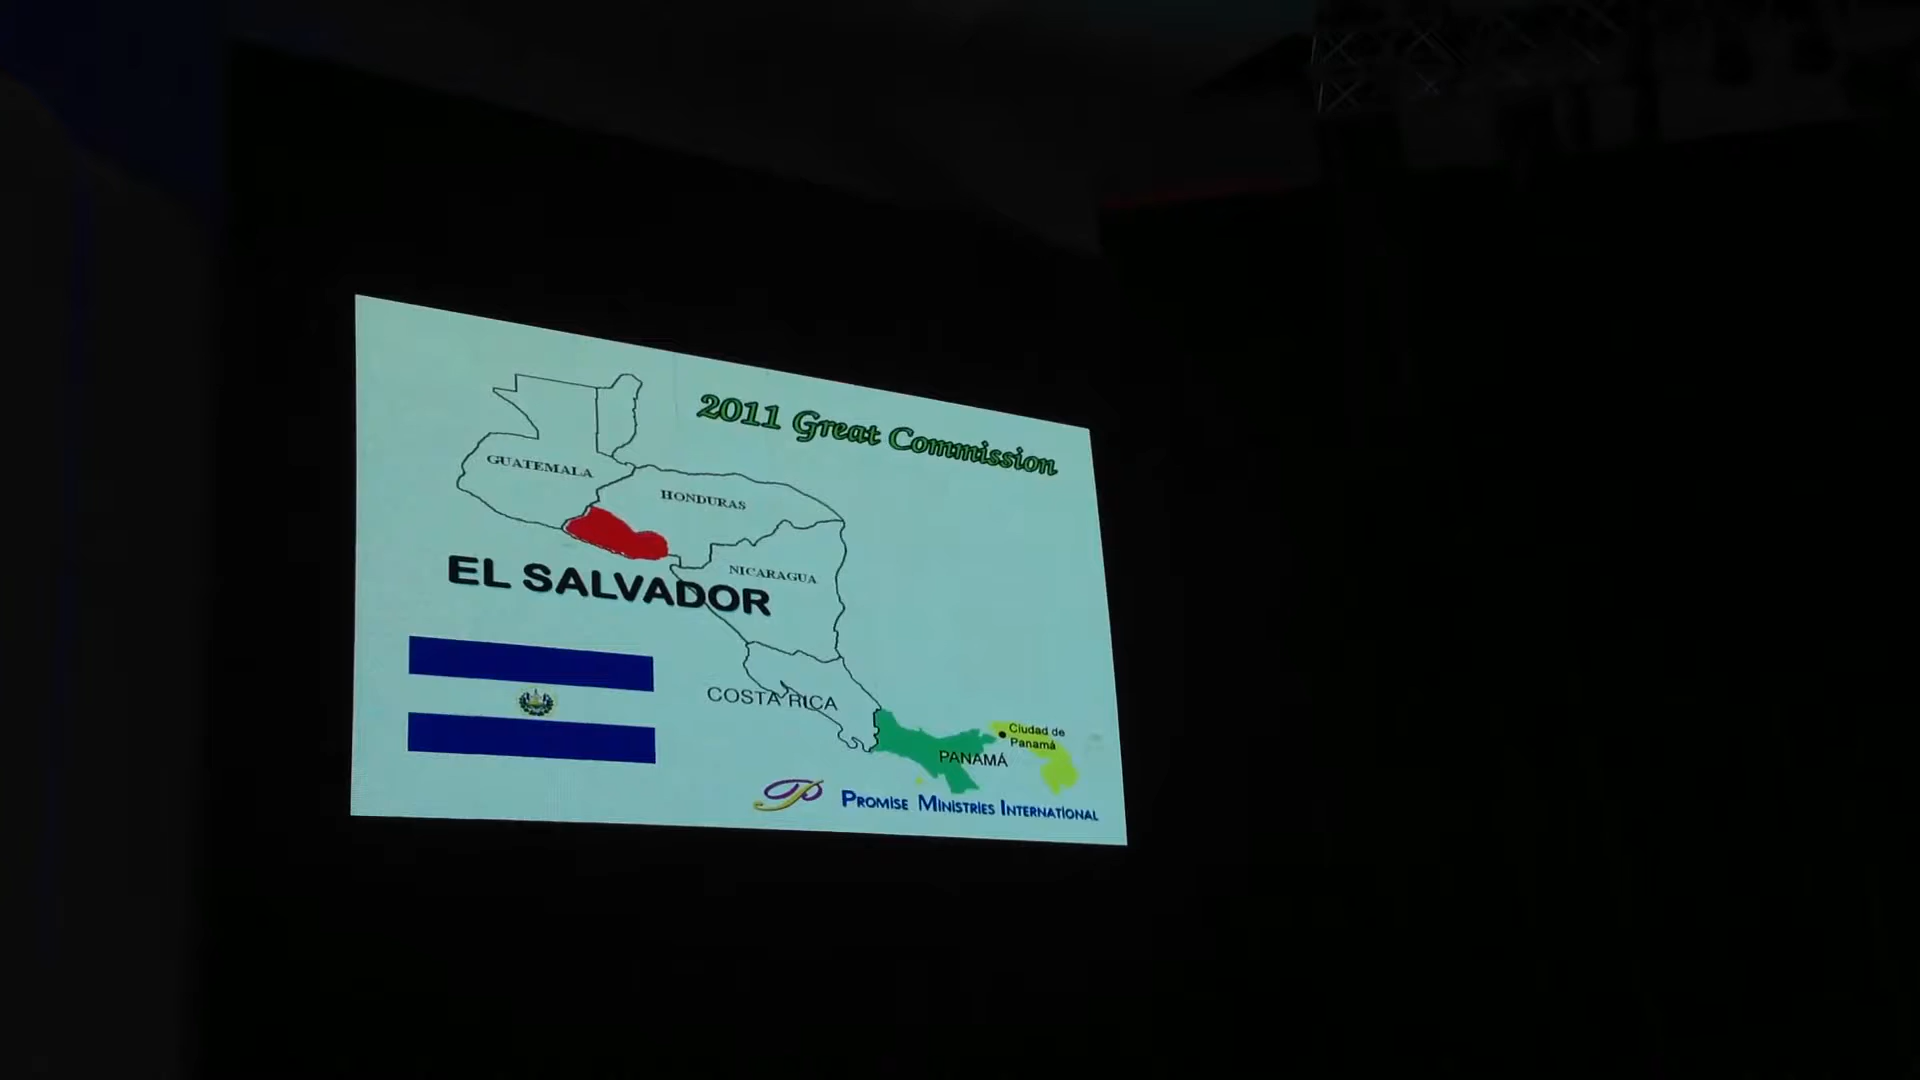 2011 Great Commission
GUATEMALA
HONDURAS
EL SALVADOR
NICARAGUA
COSTA RICA
Ciudad de
Panamá
PANAMÁ
P
PROMISE MINISTRIES INTERNATIONAL